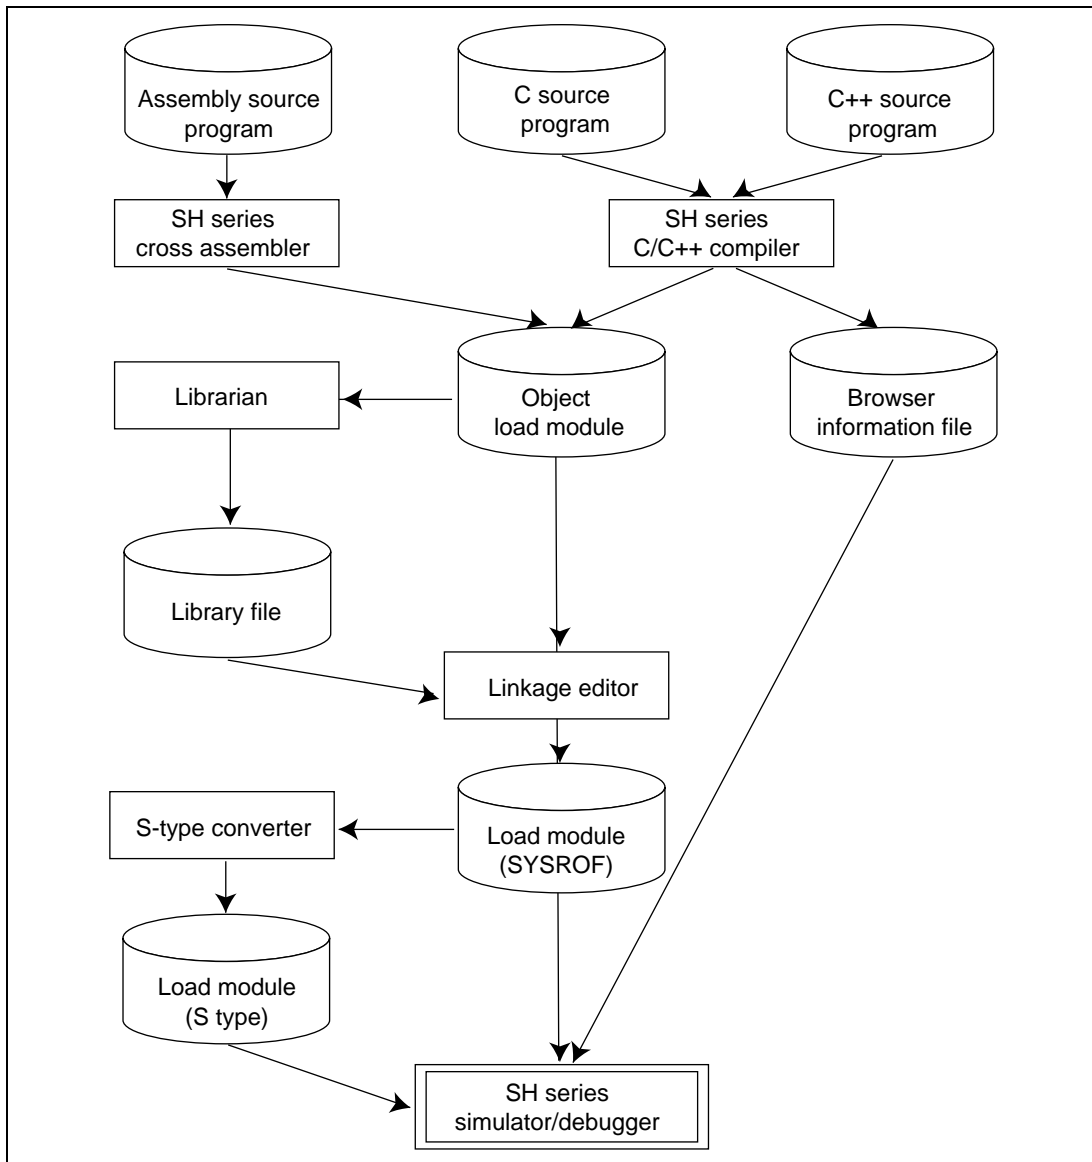 Assembly source
program
C source
program
C++ source
program
SH series
cross assembler
SH series
C/C++ compiler
Librarian
Object
load module
Browser
information file
Library file
Linkage editor
S-type converter
Load module
(SYSROF)
Load module
(S type)
SH series
simulator/debugger